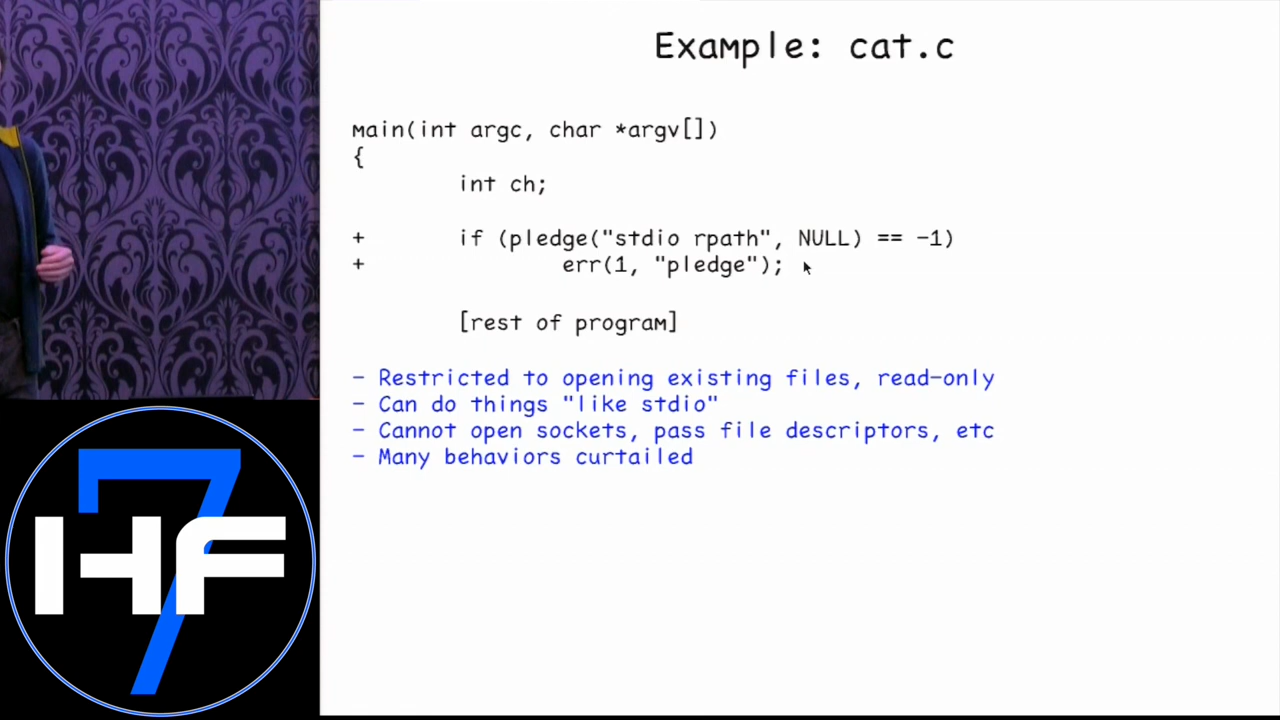 Example: cat.c
main(int argc, char *argv[])
{
int ch;
+ if (pledge("stdio rpath", NULL) == -1)
+ err(1, "pledge");
[rest of program]
- Restricted to opening existing files, read-only
- Can do things "like stdio"
- Cannot open sockets, pass file descriptors, etc
- Many behaviors curtailed
7
HF